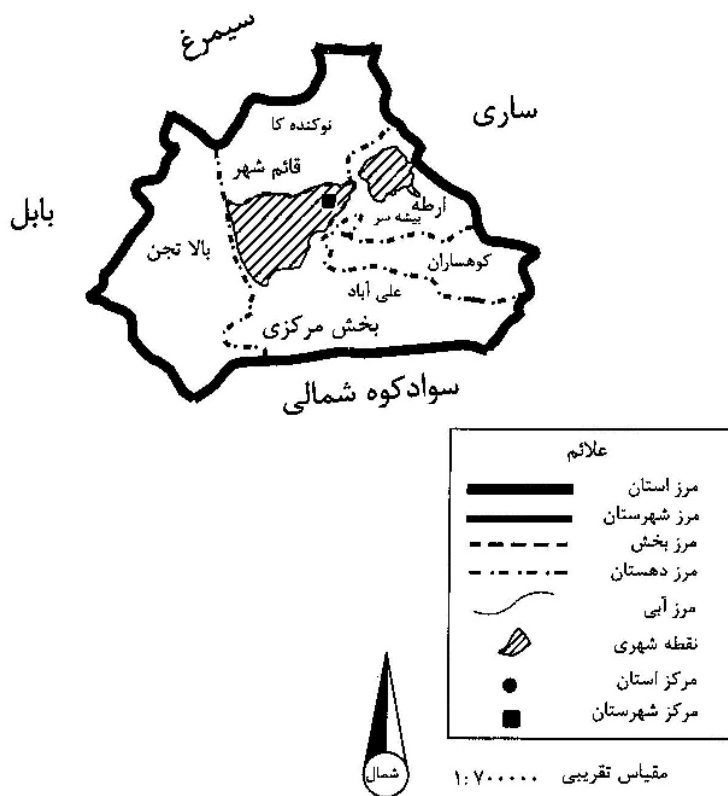 سیمرغ
ساری
نوکنده کا
قائم شهر
بابل
ارطه
بیشه سر
بالا تجن
کوهساران
علی آباد
بخش مرکزی
سوادکوه شمالی
علائم
مرز استان
مرز شهرستان
مرز بخش
مرز دهستان
مرز آبی
نقطه شهری
مرکز استان
مرکز شهرستان
شمال
مقیاس تقریبی ۱:۷۰۰۰۰۰